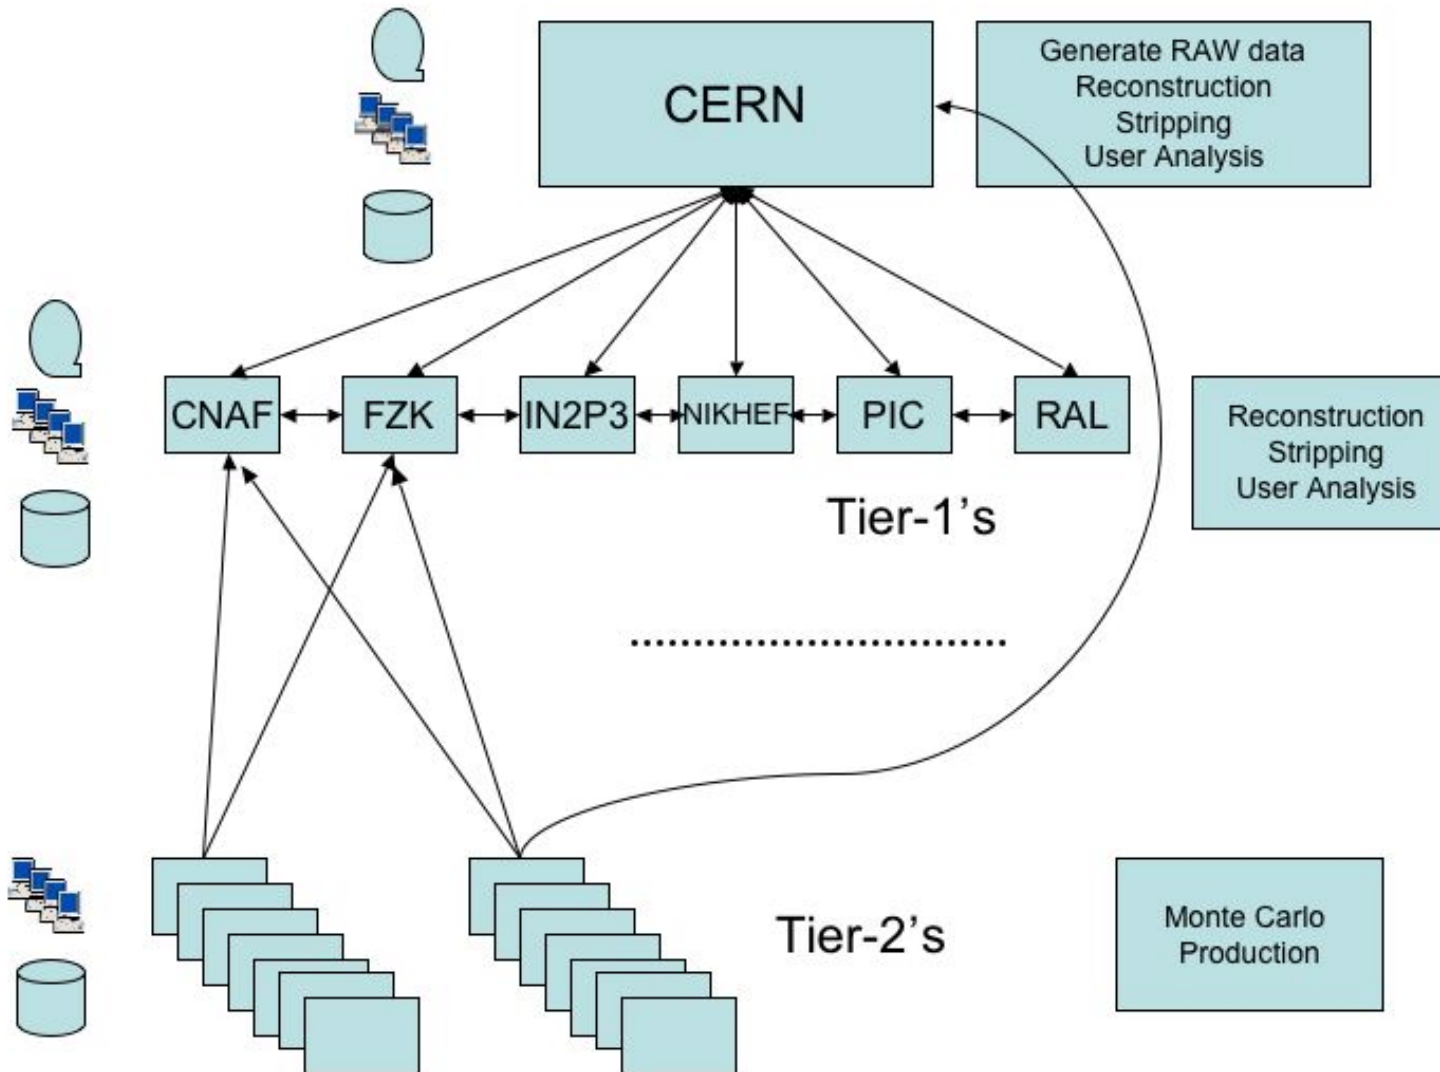 CERN
Generate RAW data
Reconstruction
Stripping
User Analysis
CNAF
FZK
IN2P3
NIKHEF
PIC
RAL
Reconstruction
Stripping
User Analysis
Tier-1's
Tier-2's
Monte Carlo
Production